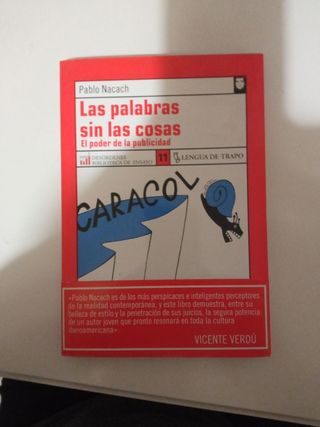 Pablo Nacach
Las palabras
sin las cosas
El poder de la publicidad
DESÓRDENES
BIBLIOTECA DE ENSAYO
11
LENGUA DE TRAPO
CARACOL
«Pablo Nacach es de los más perspicaces e inteligentes perceptores
de la realidad contemporánea, y este libro demuestra, entre su
belleza de estilo y la penetración de sus juicios, la segura potencia
de un autor joven que pronto resonará en toda la cultura
iberoamericana»
VICENTE VERDÚ